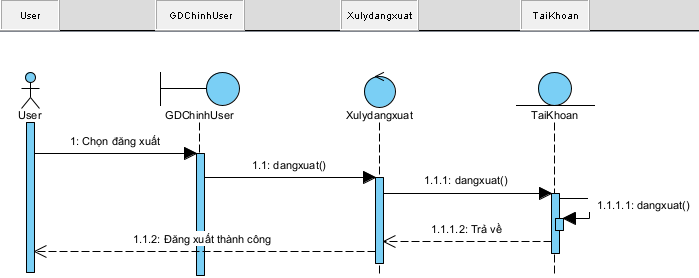 User
GDChinhUser
Xulydangxuat
TaiKhoan
User
GDChinhUser
Xulydangxuat
TaiKhoan
1: Chọn đăng xuất
1.1: dangxuat()
1.1.1: dangxuat()
1.1.1.1: dangxuat()
1.1.1.2: Trả về
1.1.2: Đăng xuất thành công